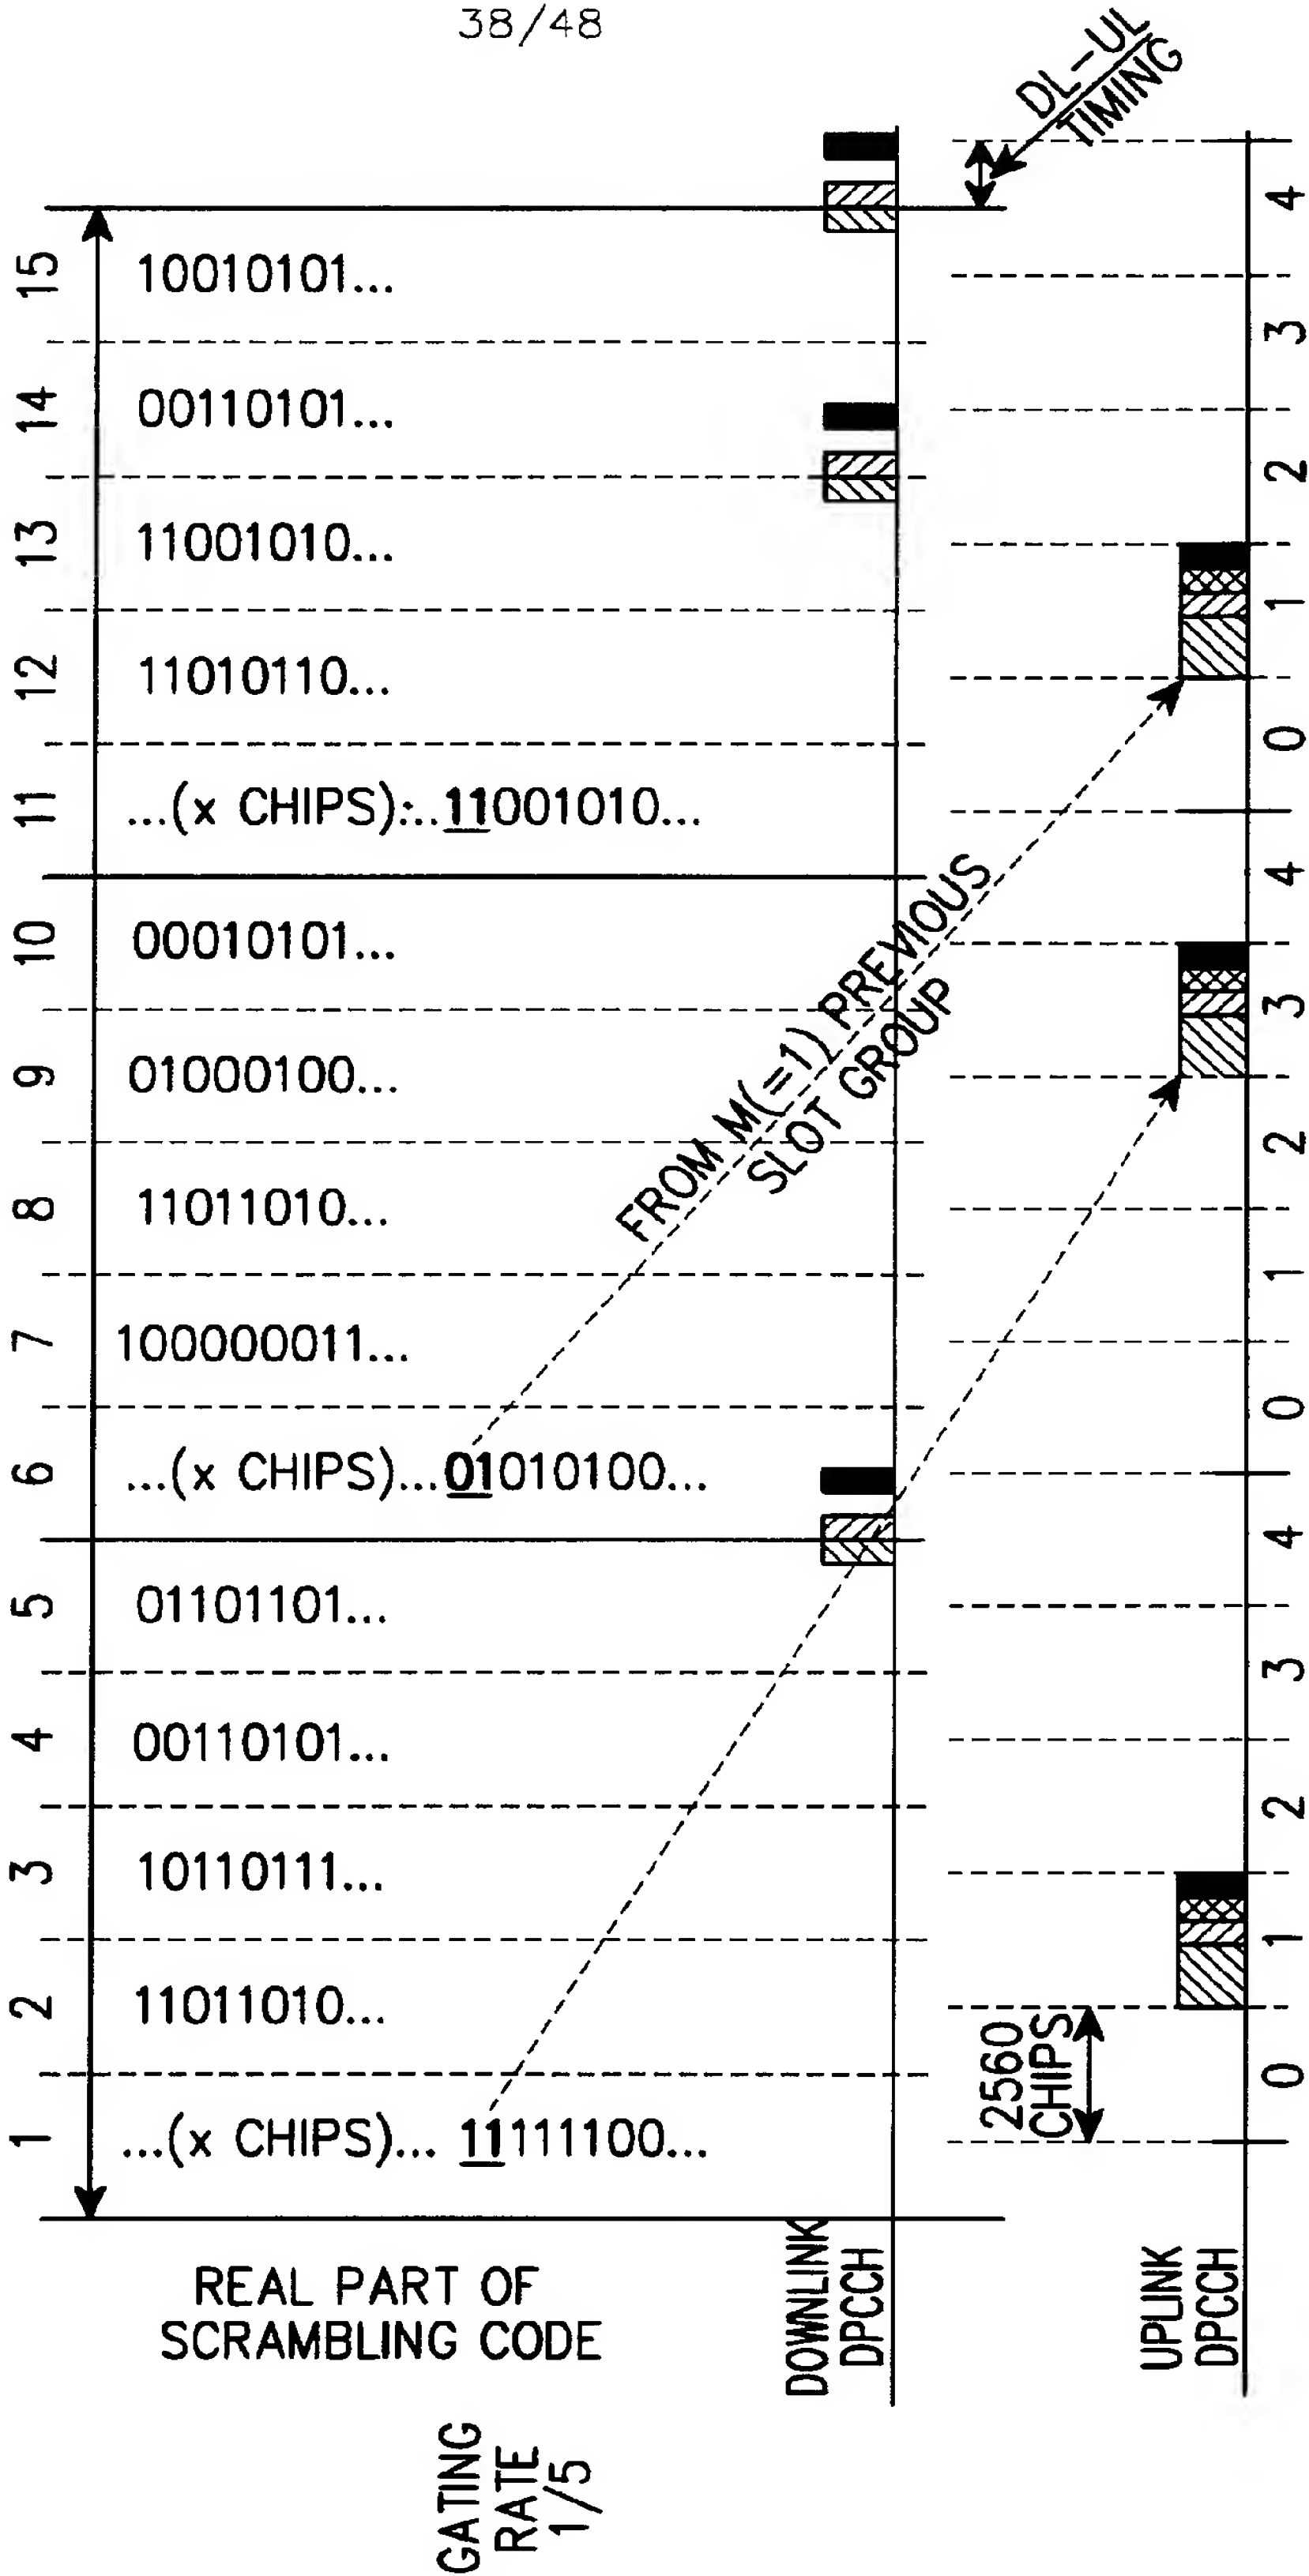 38/48
GATING
RATE
1/5
REAL PART OF
SCRAMBLING CODE
1 2 3 4 5 6 7 8 9 10 11 12 13 14 15
...(x CHIPS)... 11111100...
11011010...
10110111...
00110101...
01101101...
...(x CHIPS)...01010100...
100000011...
11011010...
01000100...
00010101...
...(x CHIPS):..11001010...
11010110...
11001010...
00110101...
10010101...
FROM M(=1) PREVIOUS
SLOT GROUP
DOWNLINK
DPCCH
DL-UL
TIMING
2560
CHIPS
UPLINK
DPCCH
0 1 2 3 4 0 1 2 3 4 0 1 2 3 4